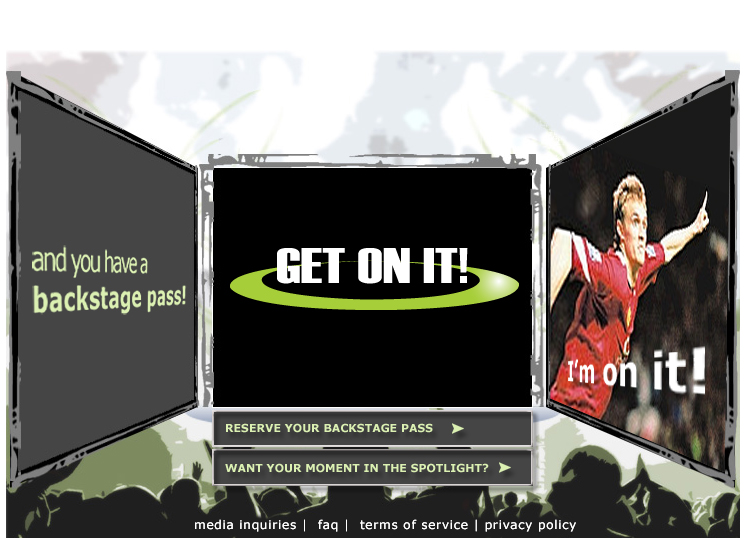 and you have a
backstage pass!
GET ON IT!
I'm on it!
RESERVE YOUR BACKSTAGE PASS
WANT YOUR MOMENT IN THE SPOTLIGHT?
media inquiries | faq | terms of service | privacy policy